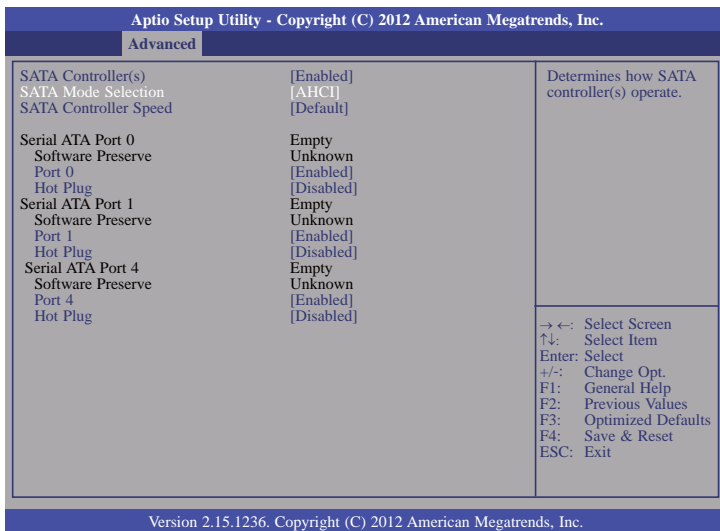 Aptio Setup Utility - Copyright (C) 2012 American Megatrends, Inc.
Advanced
SATA Controller(s) [Enabled]
SATA Mode Selection [AHCI]
SATA Controller Speed [Default]
Serial ATA Port 0 Empty
Software Preserve Unknown
Port 0 [Enabled]
Hot Plug [Disabled]
Serial ATA Port 1 Empty
Software Preserve Unknown
Port 1 [Enabled]
Hot Plug [Disabled]
Serial ATA Port 4 Empty
Software Preserve Unknown
Port 4 [Enabled]
Hot Plug [Disabled]
Determines how SATA
controller(s) operate.
→ ←: Select Screen
↑↓: Select Item
Enter: Select
+/-: Change Opt.
F1: General Help
F2: Previous Values
F3: Optimized Defaults
F4: Save & Reset
ESC: Exit
Version 2.15.1236. Copyright (C) 2012 American Megatrends, Inc.